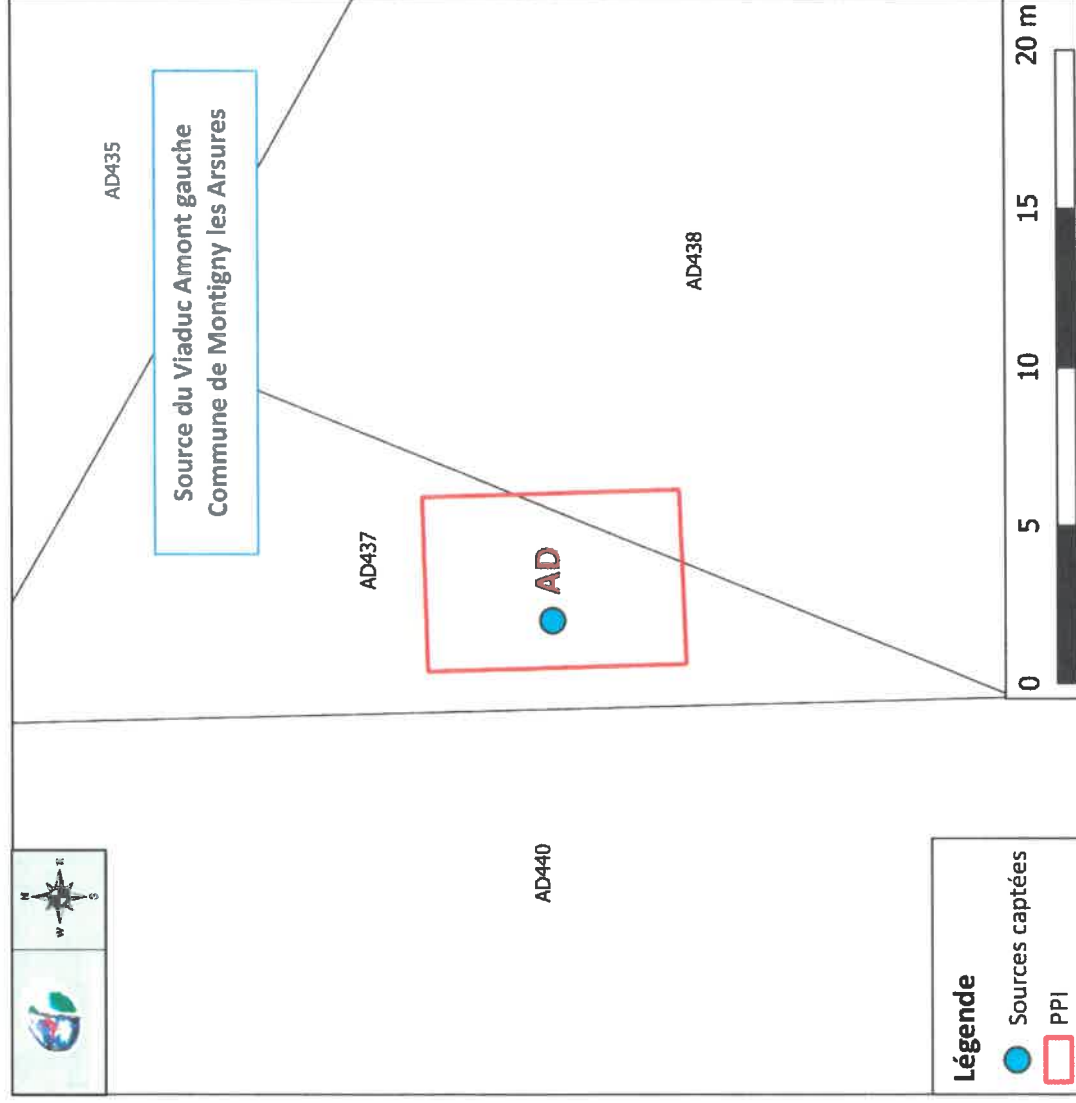 N
W E
S
AD435
Source du Viaduc Amont gauche
Commune de Montigny les Arsures
AD437
AD438
AD
AD440
Légende
Sources captées
PPI
0 5 10 15 20 m